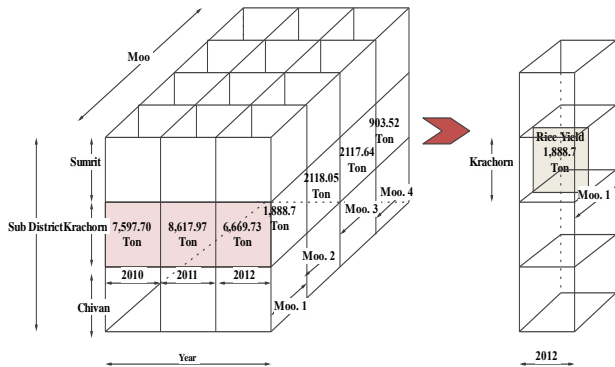 Moo
903.52
Ton
2117.64
Ton
2118.05
Ton
1,888.7
Ton
Sumrit
Sub District
Krachorn
7,597.70
Ton
8,617.97
Ton
6,669.73
Ton
2010
2011
2012
Chivan
Moo. 4
Moo. 3
Moo. 2
Moo. 1
Year
Krachorn
Rice Yield
1,888.7
Ton
Moo. 1
2012